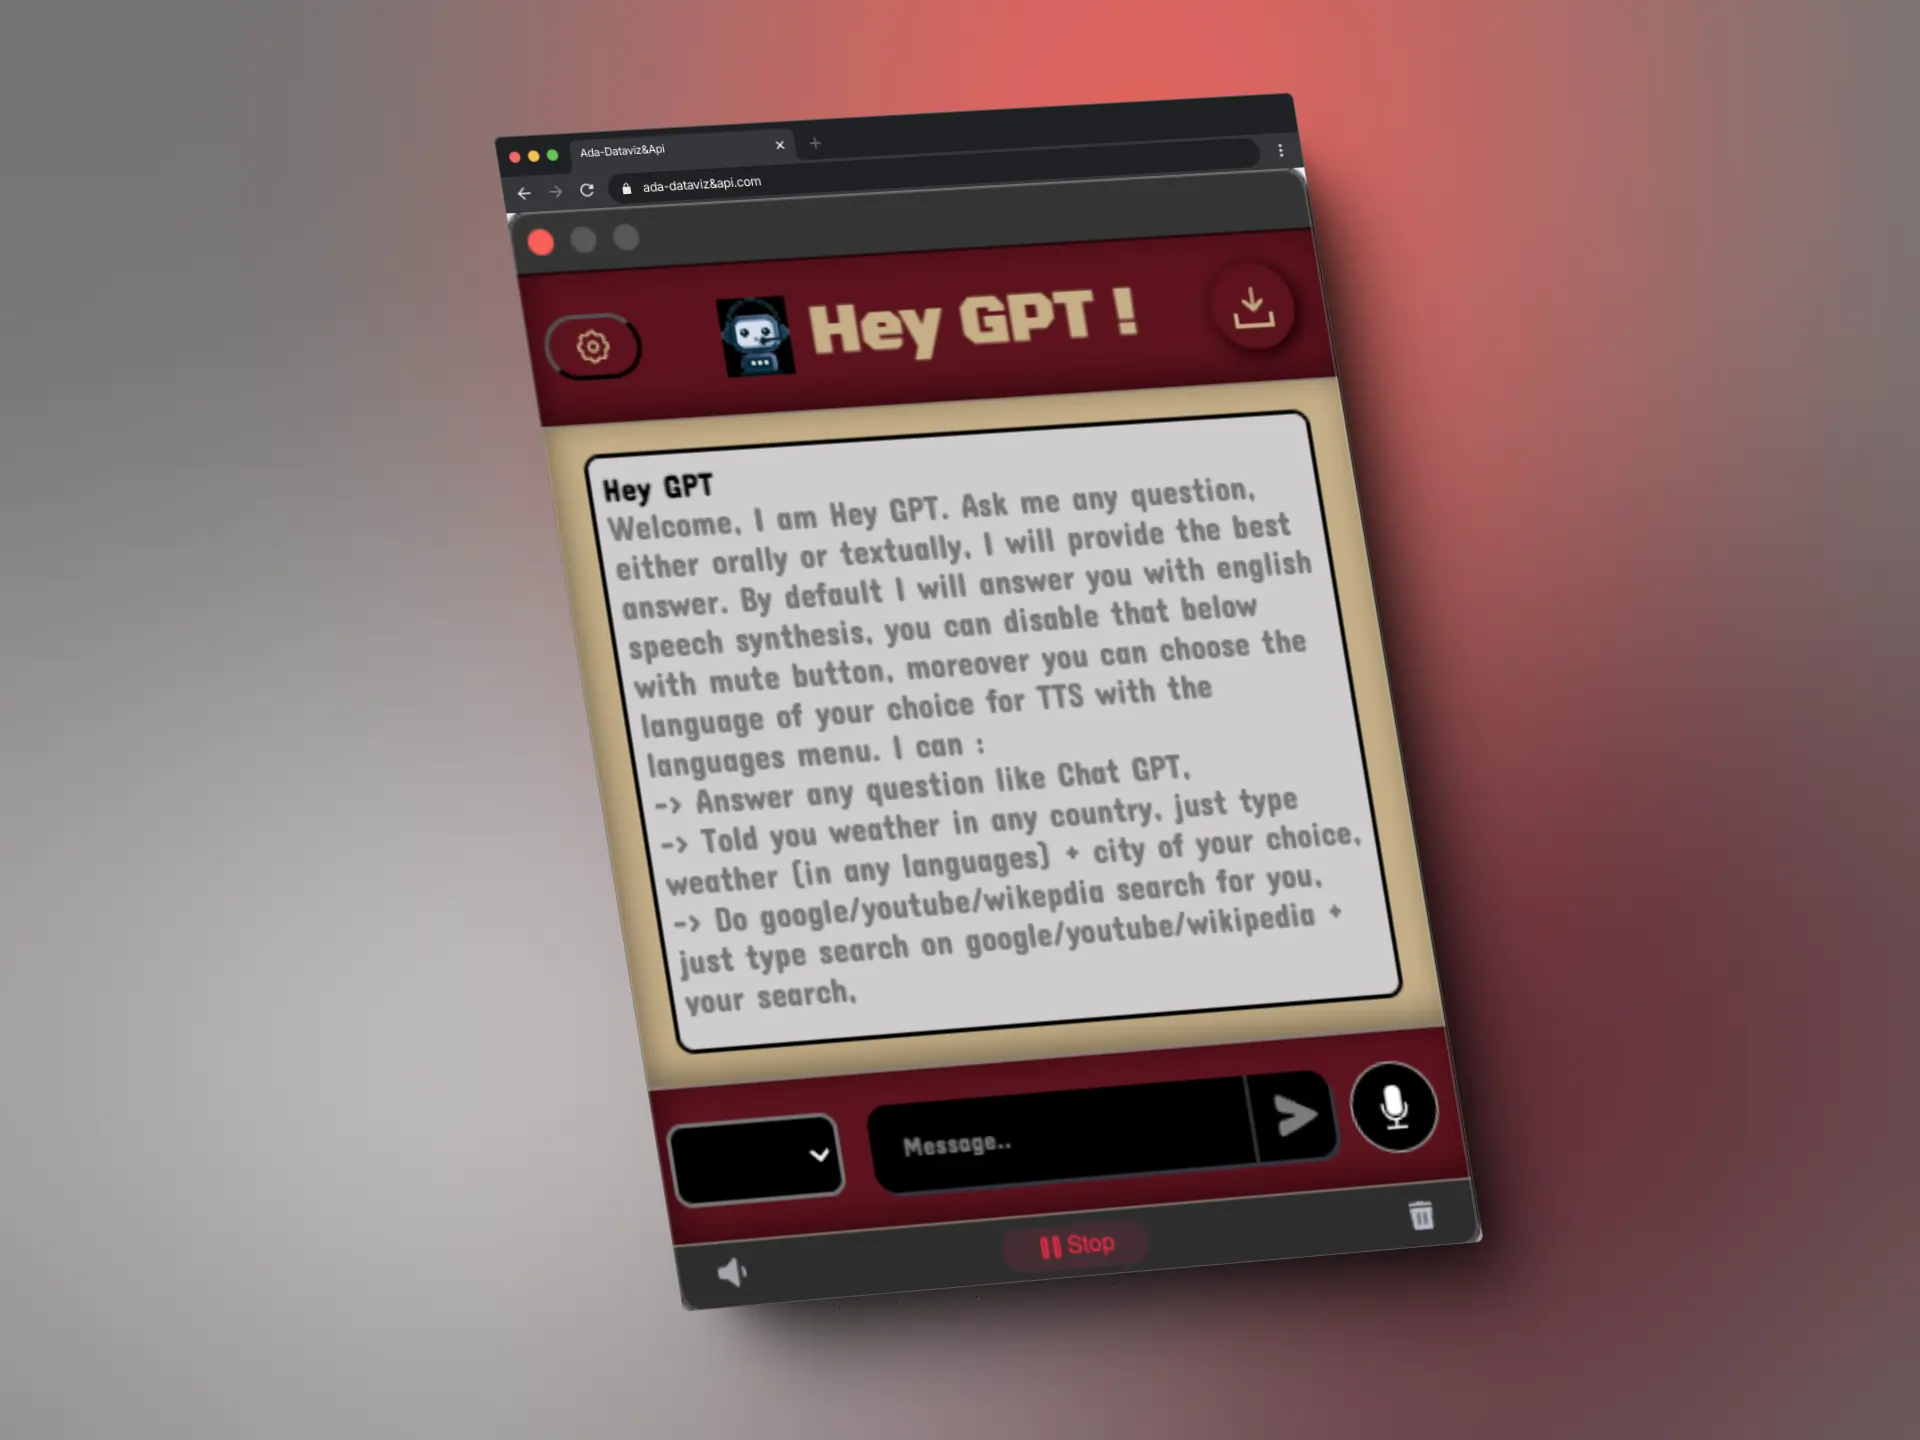 Ada-Dataviz&Api
ada-dataviz&api.com
Hey GPT !
Hey GPT
Welcome, I am Hey GPT. Ask me any question,
either orally or textually, I will provide the best
answer. By default I will answer you with english
speech synthesis, you can disable that below
with mute button, moreover you can choose the
language of your choice for TTS with the
languages menu. I can :
-> Answer any question like Chat GPT,
-> Told you weather in any country, just type
weather (in any languages) + city of your choice,
-> Do google/youtube/wikepdia search for you,
just type search on google/youtube/wikipedia +
your search,
Message..
Stop